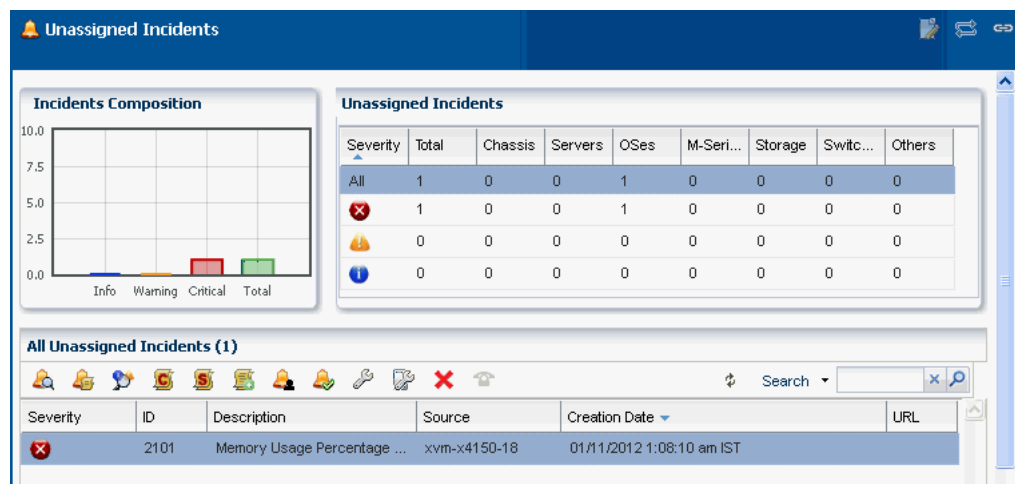 Unassigned Incidents
Incidents Composition
10.0
7.5
5.0
2.5
0.0
Info Warning Critical Total
Unassigned Incidents
Severity Total Chassis Servers OSes M-Seri... Storage Switc... Others
All 1 0 0 1 0 0 0 0
1 0 0 1 0 0 0 0
0 0 0 0 0 0 0 0
0 0 0 0 0 0 0 0
All Unassigned Incidents (1)
C S Search
Severity ID Description Source Creation Date URL
2101 Memory Usage Percentage ... xvm-x4150-18 01/11/2012 1:08:10 am IST